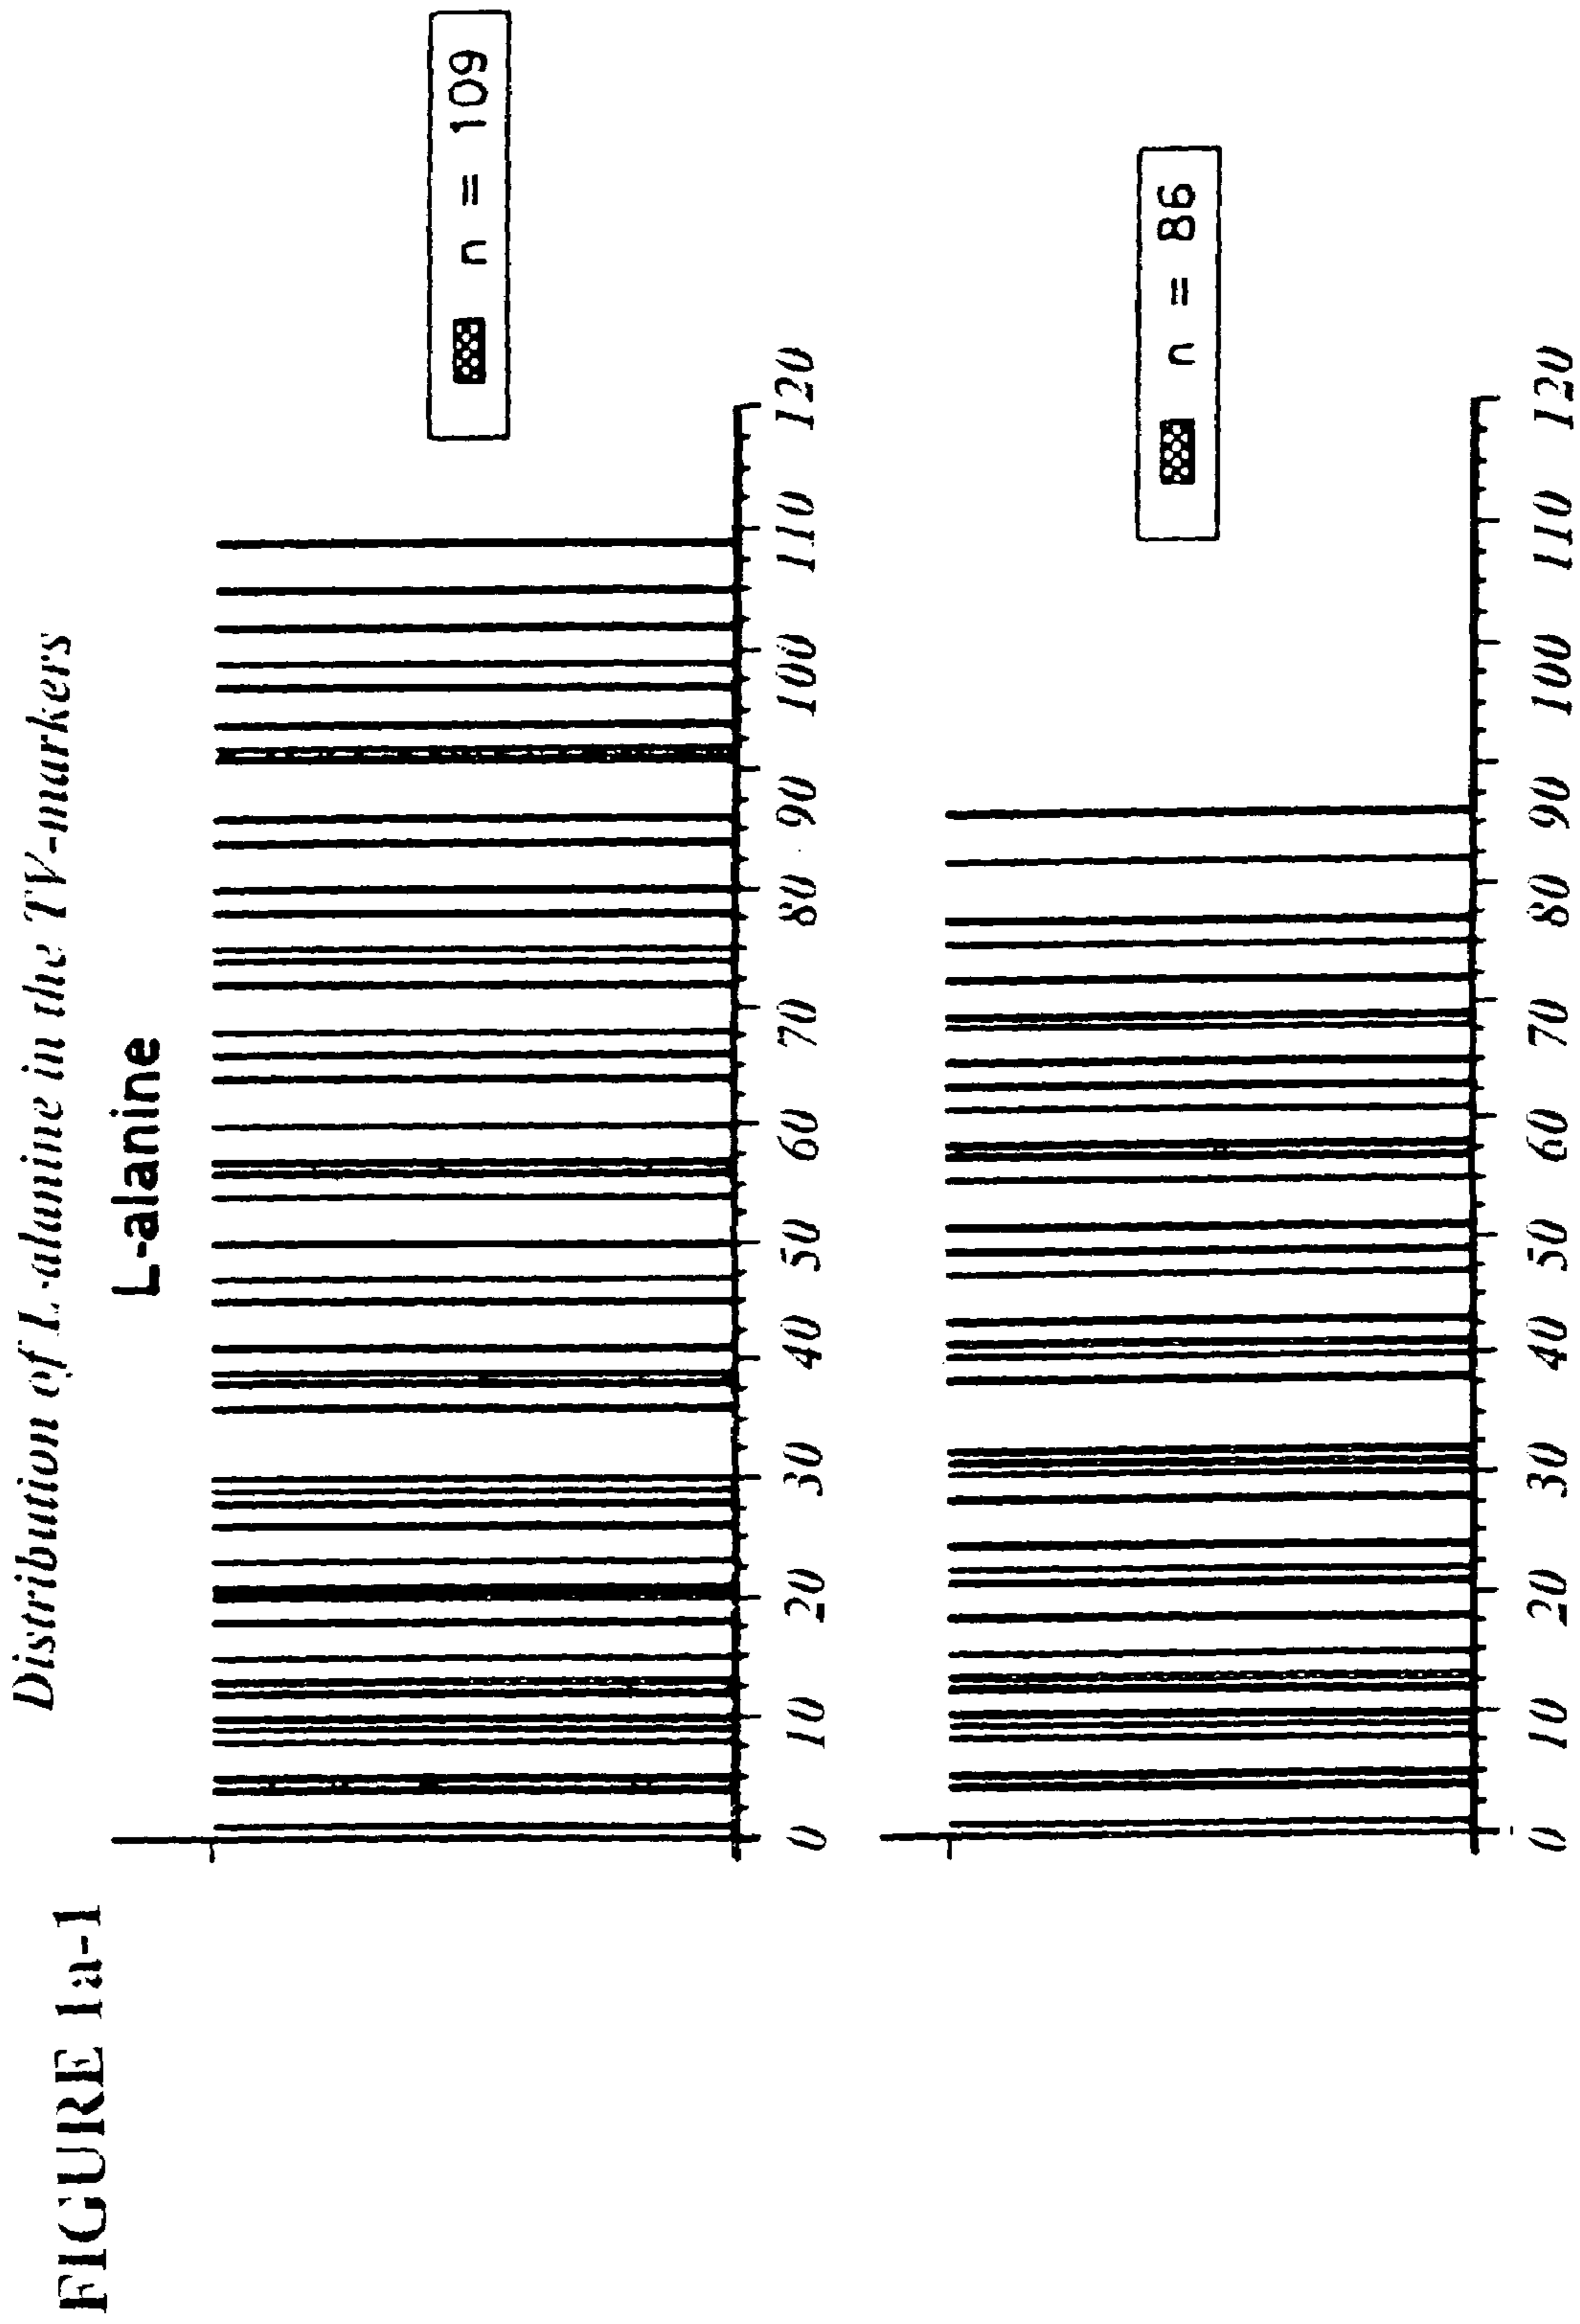 FIGURE 1a-1
Distribution of L-alanine in the TV-markers
L-alanine
n = 109
0 10 20 30 40 50 60 70 80 90 100 110 120
n = 86
0 10 20 30 40 50 60 70 80 90 100 110 120